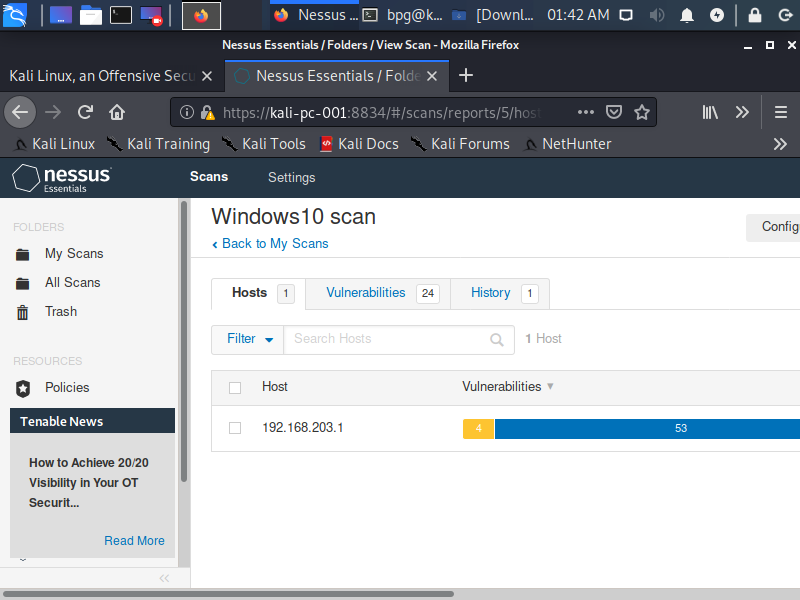 Nessus ...
bpg@k...
[Downl...
01:42 AM
Nessus Essentials / Folders / View Scan - Mozilla Firefox
Kali Linux, an Offensive Secu
Nessus Essentials / Folde
https://kali-pc-001:8834/#/scans/reports/5/host
Kali Linux
Kali Training
Kali Tools
Kali Docs
Kali Forums
NetHunter
nessus
Essentials
Scans
Settings
FOLDERS
My Scans
All Scans
Trash
RESOURCES
Policies
Tenable News
How to Achieve 20/20
Visibility in Your OT
Securit...
Read More
Windows10 scan
Back to My Scans
Config
Hosts 1
Vulnerabilities 24
History 1
Filter
Search Hosts
1 Host
Host
Vulnerabilities
192.168.203.1
4
53